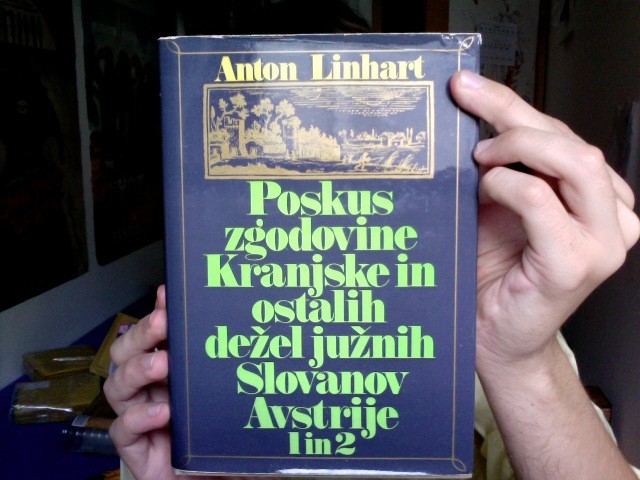 Anton Linhart
Poskus
zgodovine
Kranjske in
ostalih
dežel južnih
Slovanov
Avstrije
1 in 2